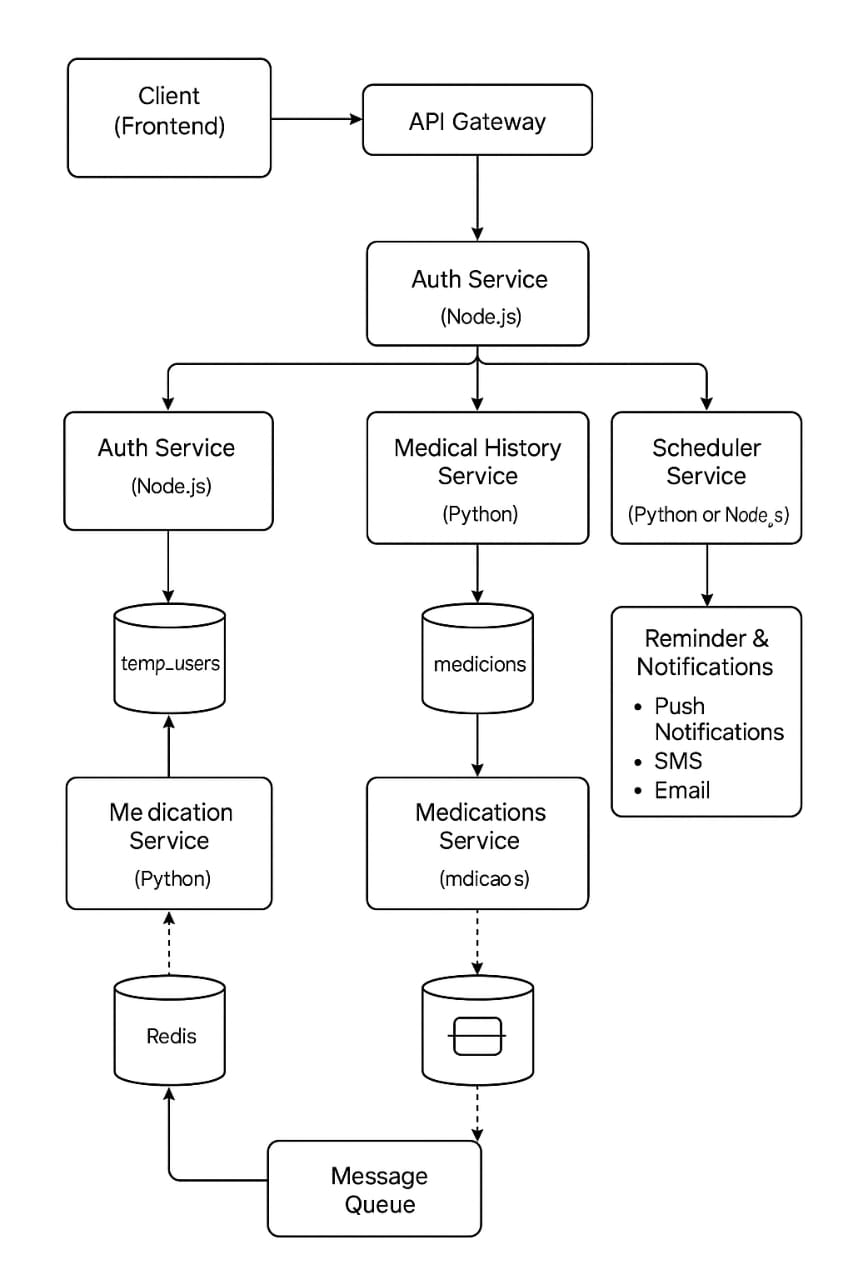 Client
(Frontend)
API Gateway
Auth Service
(Node.js)
Auth Service
(Node.js)
Medical History
Service
(Python)
Scheduler
Service
(Python or Node¸s)
temp_users
medicions
Reminder &
Notifications
• Push
Notifications
• SMS
• Email
Me dication
Service
(Python)
Medications
Service
(mdicao s)
Redis
Message
Queue